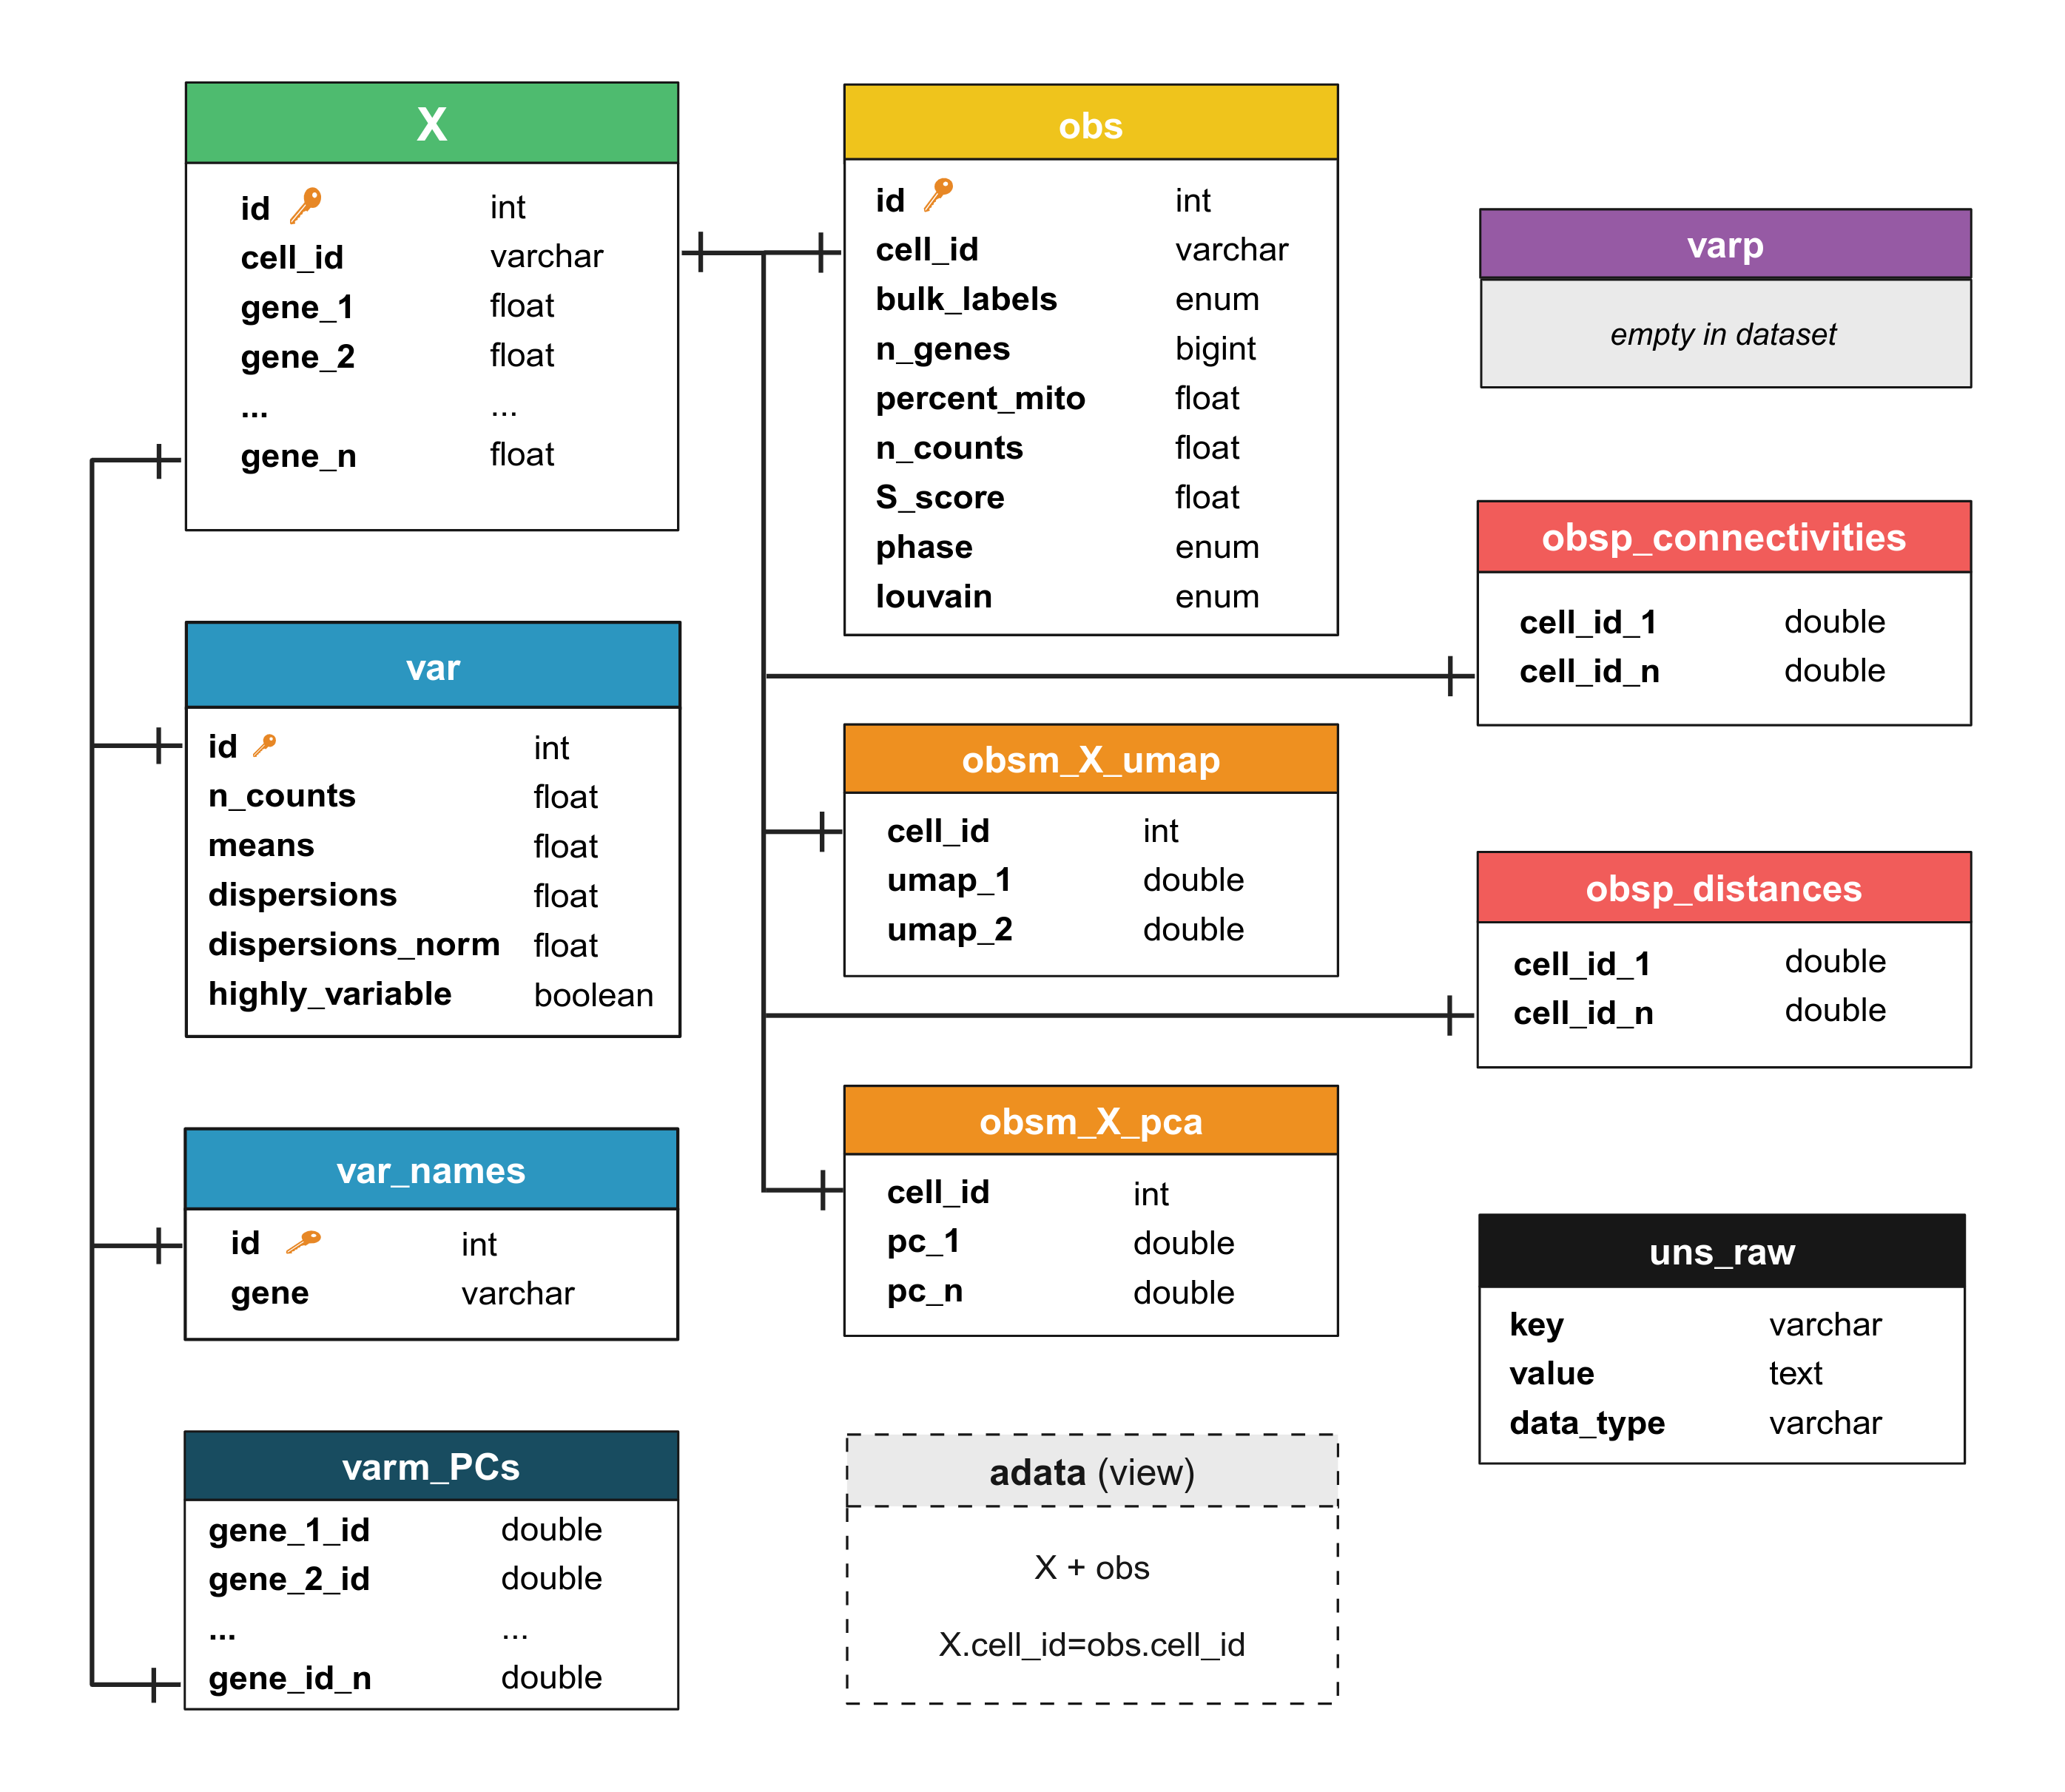 X
id int
cell_id varchar
gene_1 float
gene_2 float
... ...
gene_n float
var
id int
n_counts float
means float
dispersions float
dispersions_norm float
highly_variable boolean
var_names
id int
gene varchar
varm_PCs
gene_1_id double
gene_2_id double
... ...
gene_id_n double
obs
id int
cell_id varchar
bulk_labels enum
n_genes bigint
percent_mito float
n_counts float
S_score float
phase enum
louvain enum
obsm_X_umap
cell_id int
umap_1 double
umap_2 double
obsm_X_pca
cell_id int
pc_1 double
pc_n double
adata (view)
X + obs
X.cell_id=obs.cell_id
varp
empty in dataset
obsp_connectivities
cell_id_1 double
cell_id_n double
obsp_distances
cell_id_1 double
cell_id_n double
uns_raw
key varchar
value text
data_type varchar